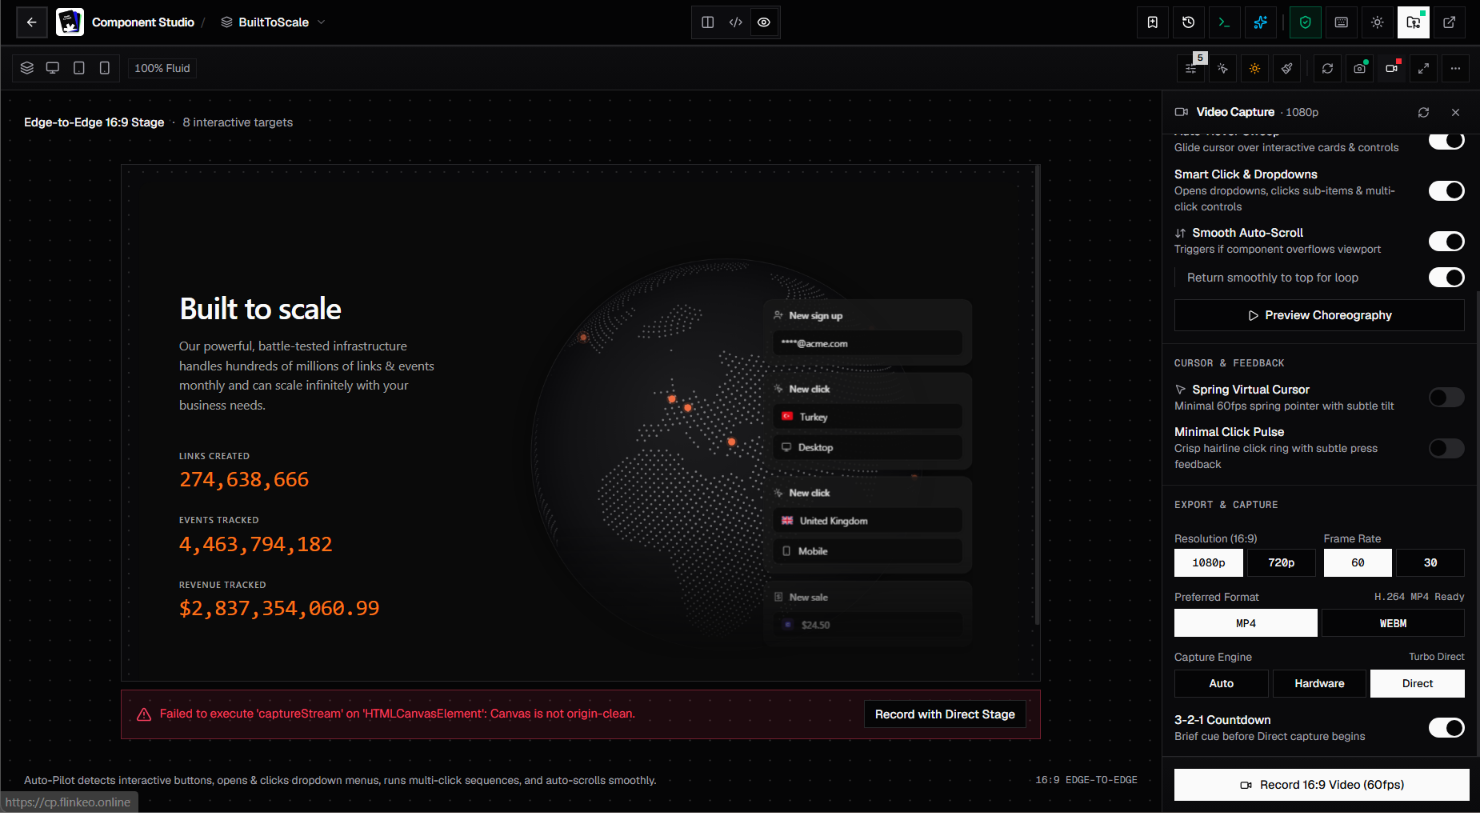 Component Studio / BuiltToScale
100% Fluid
5
Edge-to-Edge 16:9 Stage · 8 interactive targets
Built to scale
Our powerful, battle-tested infrastructure
handles hundreds of millions of links & events
monthly and can scale infinitely with your
business needs.
LINKS CREATED
274,638,666
EVENTS TRACKED
4,463,794,182
REVENUE TRACKED
$2,837,354,060.99
New sign up
****@acme.com
New click
Turkey
Desktop
New click
United Kingdom
Mobile
New sale
$24.50
Failed to execute 'captureStream' on 'HTMLCanvasElement': Canvas is not origin-clean.
Record with Direct Stage
Auto-Pilot detects interactive buttons, opens & clicks dropdown menus, runs multi-click sequences, and auto-scrolls smoothly.
16:9 EDGE-TO-EDGE
https://cp.flinkeo.online
Video Capture · 1080p
Auto-Hover Sweep
Glide cursor over interactive cards & controls
Smart Click & Dropdowns
Opens dropdowns, clicks sub-items & multi-
click controls
Smooth Auto-Scroll
Triggers if component overflows viewport
Return smoothly to top for loop
Preview Choreography
CURSOR & FEEDBACK
Spring Virtual Cursor
Minimal 60fps spring pointer with subtle tilt
Minimal Click Pulse
Crisp hairline click ring with subtle press
feedback
EXPORT & CAPTURE
Resolution (16:9) Frame Rate
1080p 720p 60 30
Preferred Format H.264 MP4 Ready
MP4 WEBM
Capture Engine Turbo Direct
Auto Hardware Direct
3-2-1 Countdown
Brief cue before Direct capture begins
Record 16:9 Video (60fps)